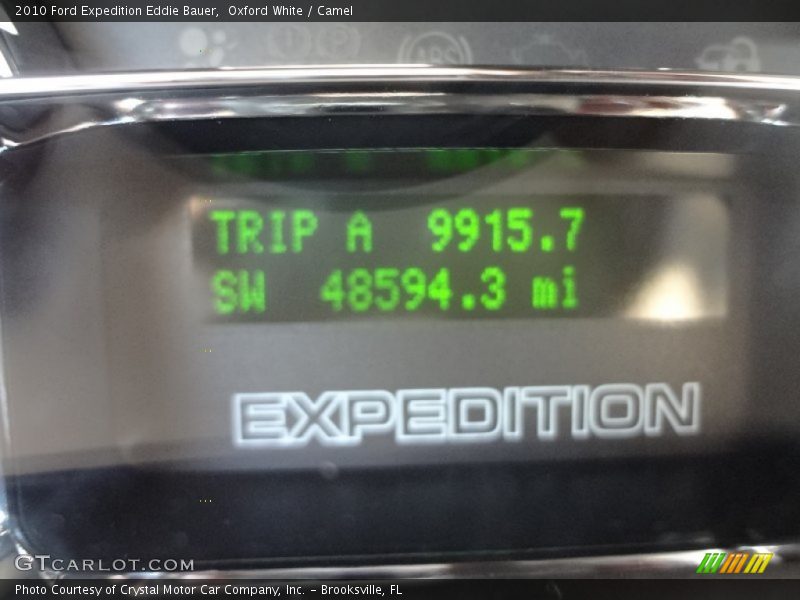 2010 Ford Expedition Eddie Bauer,  Oxford White / Camel
ABS
TRIP A 9915.7
SW 48594.3 mi
EXPEDITION
GTCARLOT.COM
Photo Courtesy of Crystal Motor Car Company, Inc. – Brooksville, FL